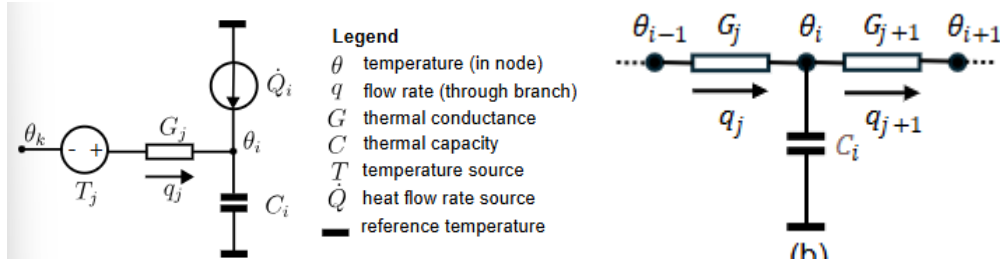 θk
- +
Tj
Gj
qj
Q̇i
θi
Ci
Legend
θ temperature (in node)
q flow rate (through branch)
G thermal conductance
C thermal capacity
T temperature source
Q̇ heat flow rate source
reference temperature
θi−1 Gj θi Gj+1 θi+1
qj qj+1
Ci
(b)